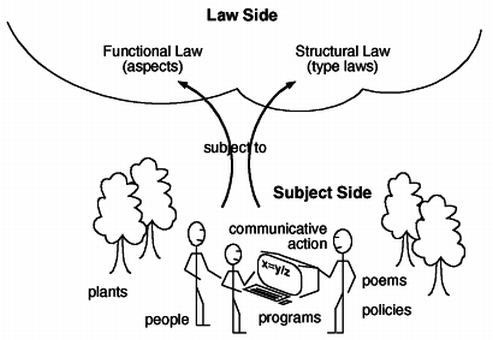 Law Side
Functional Law
(aspects)
Structural Law
(type laws)
subject to
Subject Side
communicative
action
x=y/z
plants
people
programs
poems
policies